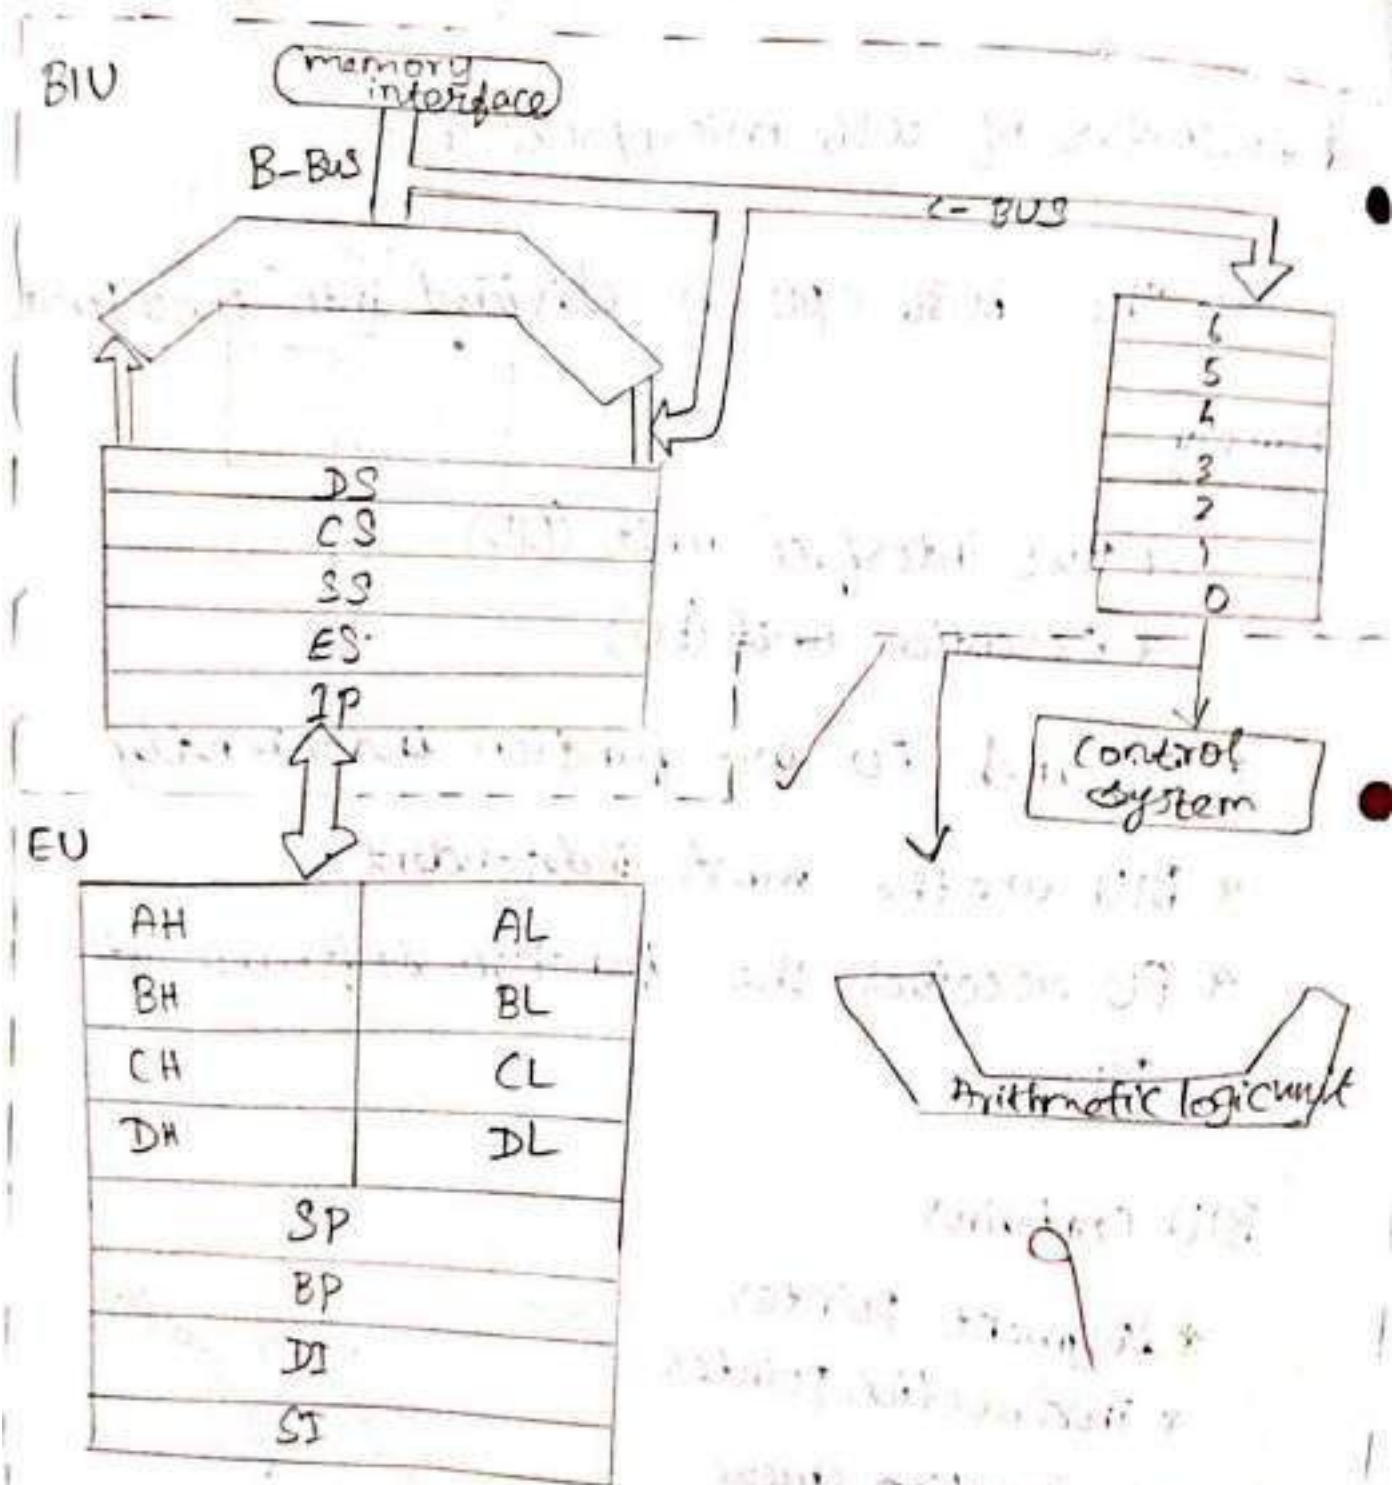 BIU
memory
interface
B-BUS
C-BUS
6
5
4
3
2
1
0
DS
CS
SS
ES
IP
control
system
EU
AH AL
BH BL
CH CL
DH DL
SP
BP
DI
SI
Arithmetic logic unit